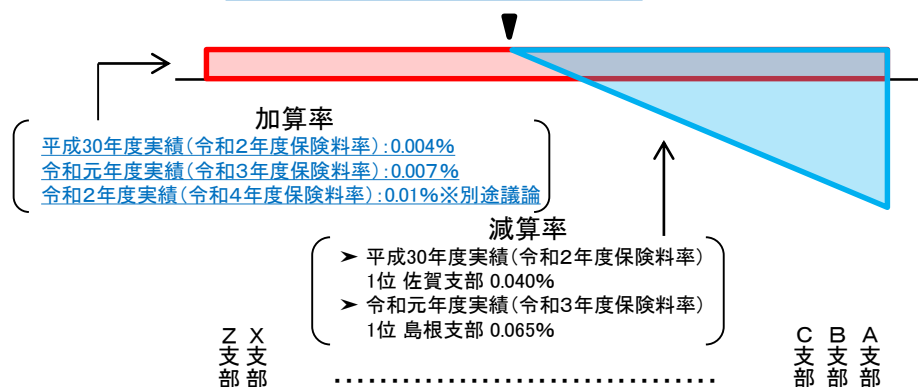 加算率
平成30年度実績(令和2年度保険料率):0.004%
令和元年度実績(令和3年度保険料率):0.007%
令和2年度実績(令和4年度保険料率):0.01%※別途議論
減算率
➤ 平成30年度実績(令和2年度保険料率)
1位 佐賀支部 0.040%
➤ 令和元年度実績(令和3年度保険料率)
1位 島根支部 0.065%
Z支部
X支部
‥‥‥‥‥‥‥‥‥‥‥‥
C支部
B支部
A支部